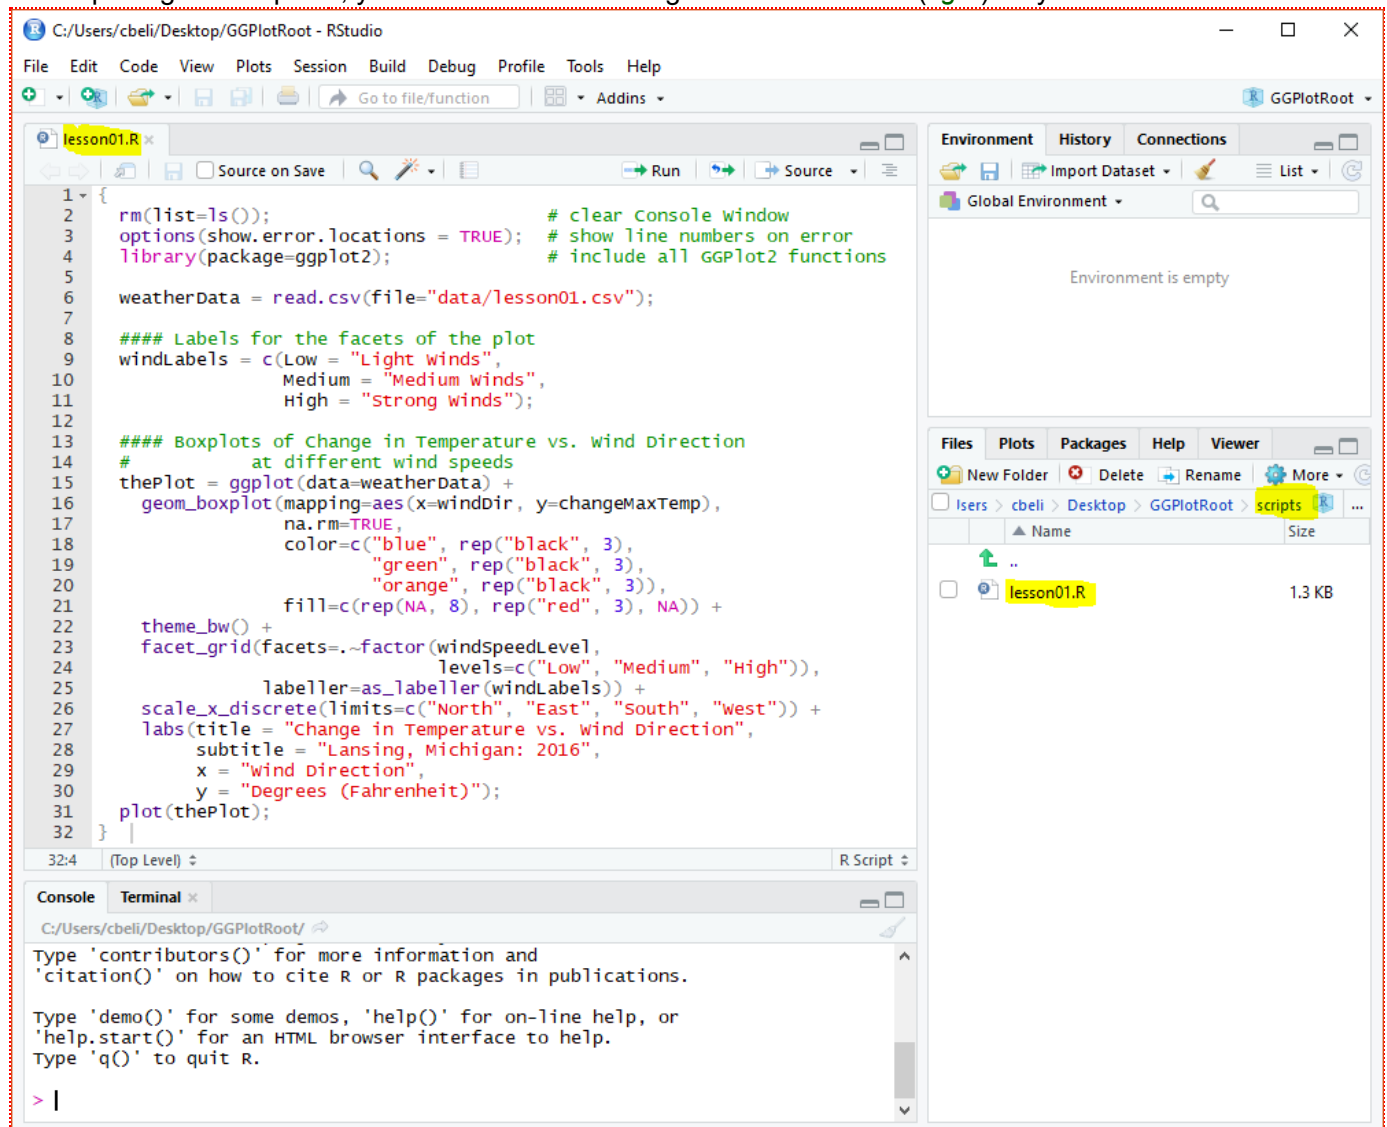 C:/Users/cbeli/Desktop/GGPlotRoot - RStudio
File Edit Code View Plots Session Build Debug Profile Tools Help
Go to file/function Addins GGPlotRoot
lesson01.R
Source on Save Run Source
1 {
2 rm(list=ls()); # clear Console Window
3 options(show.error.locations = TRUE); # show line numbers on error
4 library(package=ggplot2); # include all GGPlot2 functions
5
6 weatherData = read.csv(file="data/lesson01.csv");
7
8 #### Labels for the facets of the plot
9 windLabels = c(Low = "Light Winds",
10 Medium = "Medium Winds",
11 High = "Strong Winds");
12
13 #### Boxplots of Change in Temperature vs. Wind Direction
14 # at different wind speeds
15 thePlot = ggplot(data=weatherData) +
16 geom_boxplot(mapping=aes(x=windDir, y=changeMaxTemp),
17 na.rm=TRUE,
18 color=c("blue", rep("black", 3),
19 "green", rep("black", 3),
20 "orange", rep("black", 3)),
21 fill=c(rep(NA, 8), rep("red", 3), NA)) +
22 theme_bw() +
23 facet_grid(facets=.~factor(windSpeedLevel,
24 levels=c("Low", "Medium", "High")),
25 labeller=as_labeller(windLabels)) +
26 scale_x_discrete(limits=c("North", "East", "South", "West")) +
27 labs(title = "Change in Temperature vs. Wind Direction",
28 subtitle = "Lansing, Michigan: 2016",
29 x = "Wind Direction",
30 y = "Degrees (Fahrenheit)");
31 plot(thePlot);
32 }
32:4 (Top Level) R Script
Console Terminal
C:/Users/cbeli/Desktop/GGPlotRoot/
Type 'contributors()' for more information and
'citation()' on how to cite R or R packages in publications.
Type 'demo()' for some demos, 'help()' for on-line help, or
'help.start()' for an HTML browser interface to help.
Type 'q()' to quit R.
>
Environment History Connections
Import Dataset List
Global Environment
Environment is empty
Files Plots Packages Help Viewer
New Folder Delete Rename More
sers > cbeli > Desktop > GGPlotRoot > scripts ...
Name Size
..
lesson01.R 1.3 KB